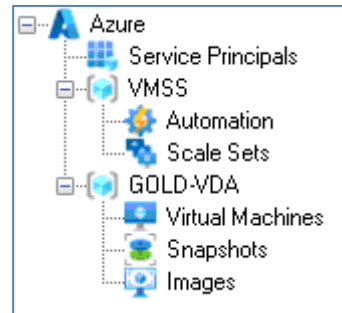 Azure
Service Principals
VMSS
Automation
Scale Sets
GOLD-VDA
Virtual Machines
Snapshots
Images